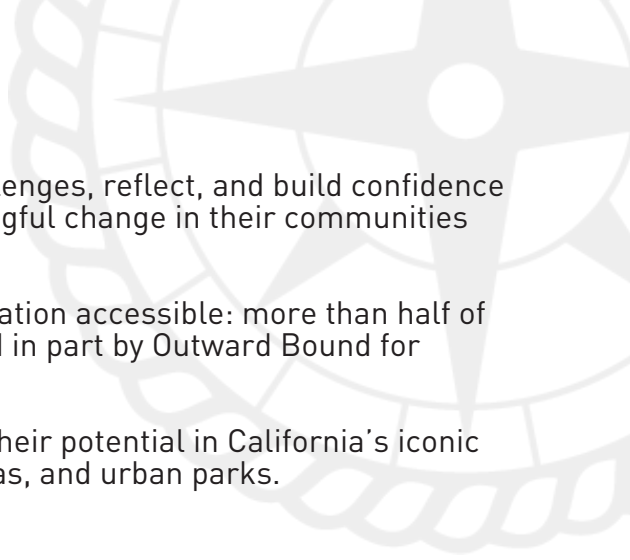 lenges, reflect, and build confidence
gful change in their communities
ation accessible: more than half of
in part by Outward Bound for
heir potential in California's iconic
as, and urban parks.